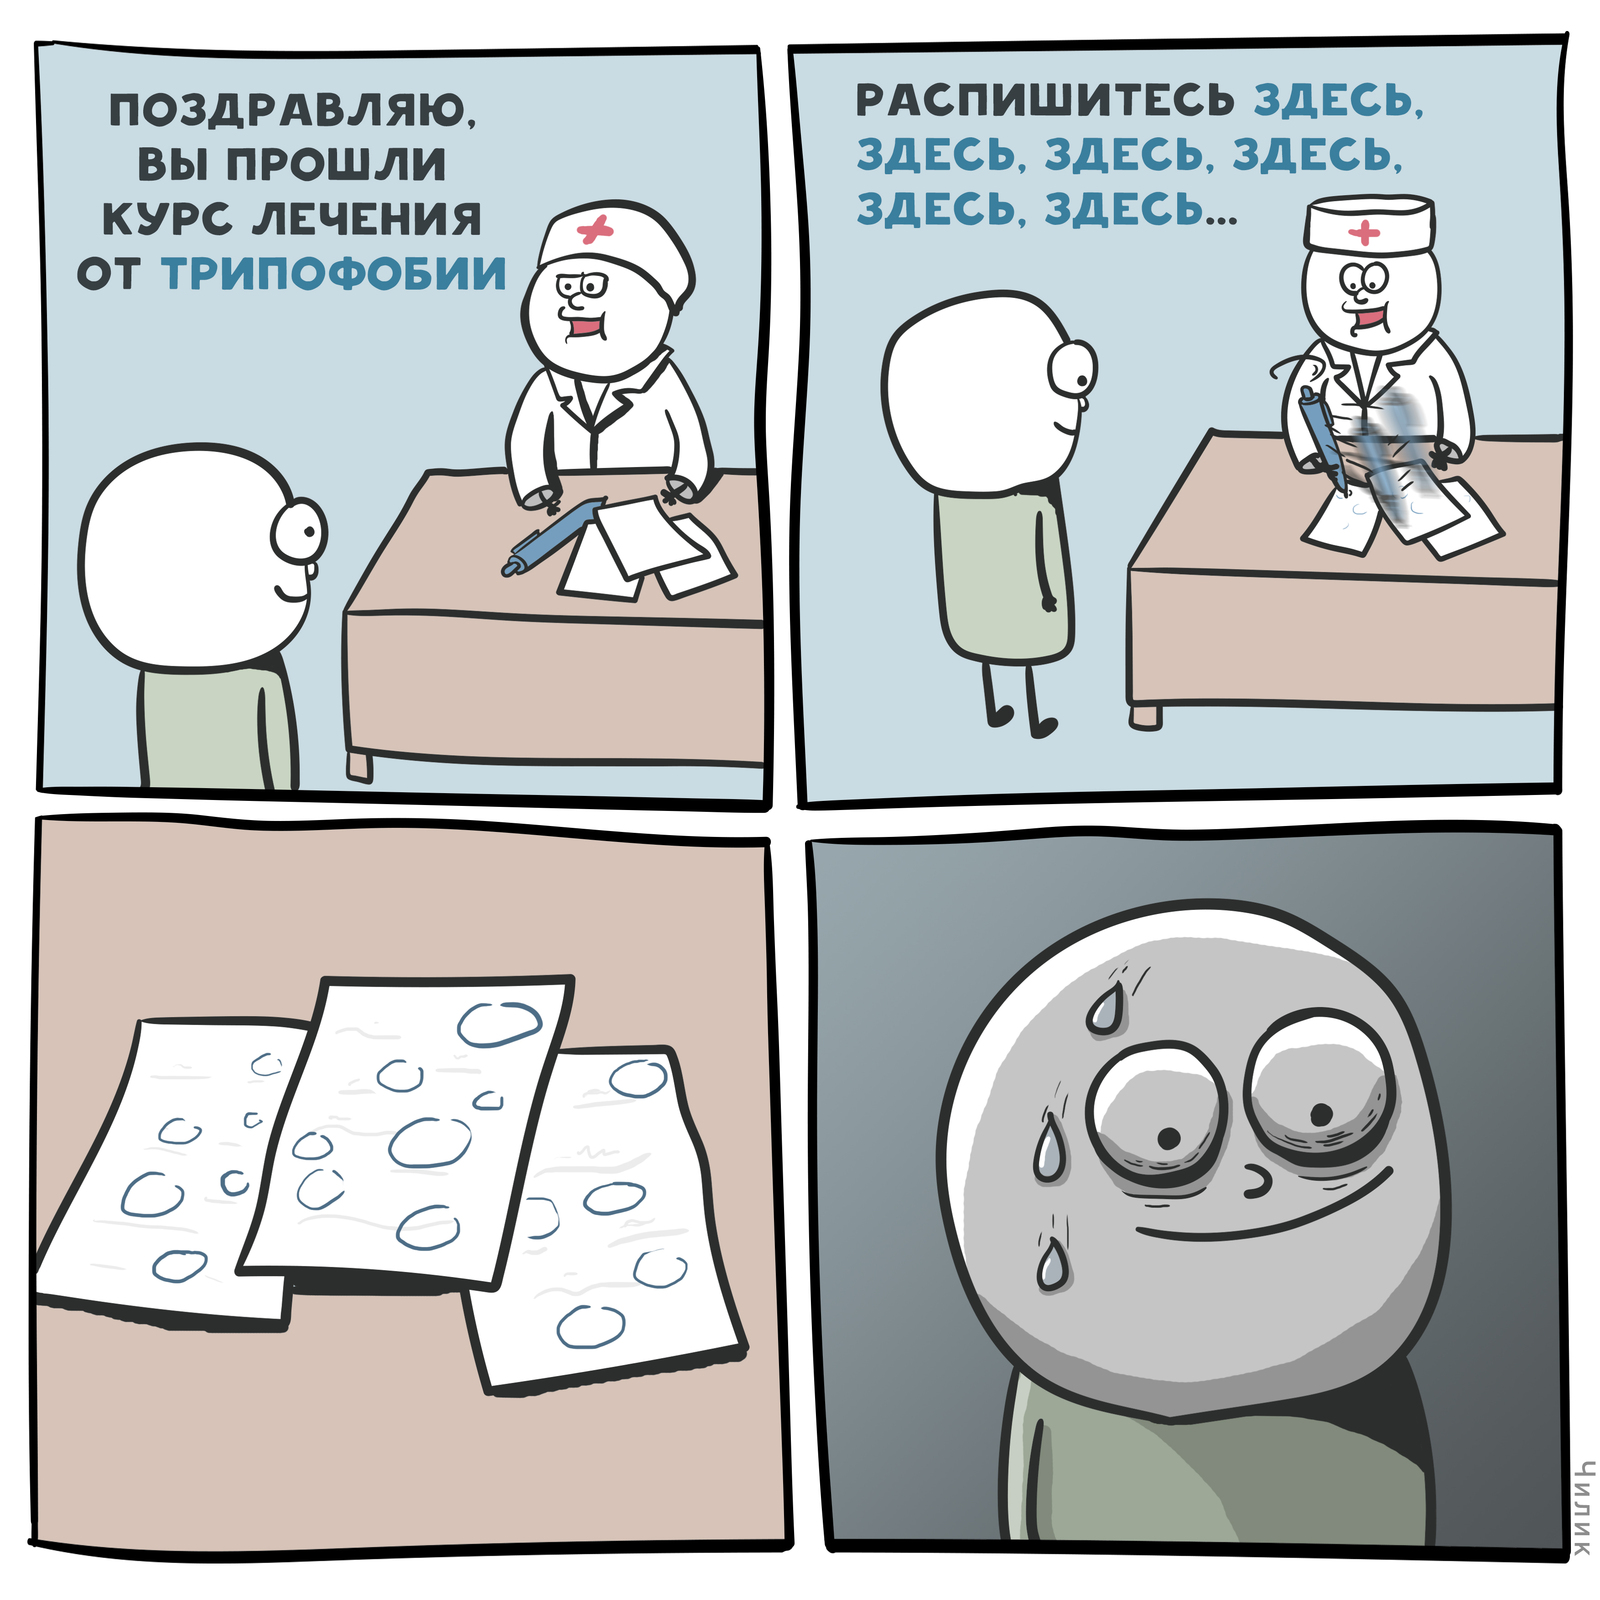 ПОЗДРАВЛЯЮ,
ВЫ ПРОШЛИ
КУРС ЛЕЧЕНИЯ
ОТ ТРИПОФОБИИ
РАСПИШИТЕСЬ ЗДЕСЬ,
ЗДЕСЬ, ЗДЕСЬ, ЗДЕСЬ,
ЗДЕСЬ, ЗДЕСЬ...
Чилик